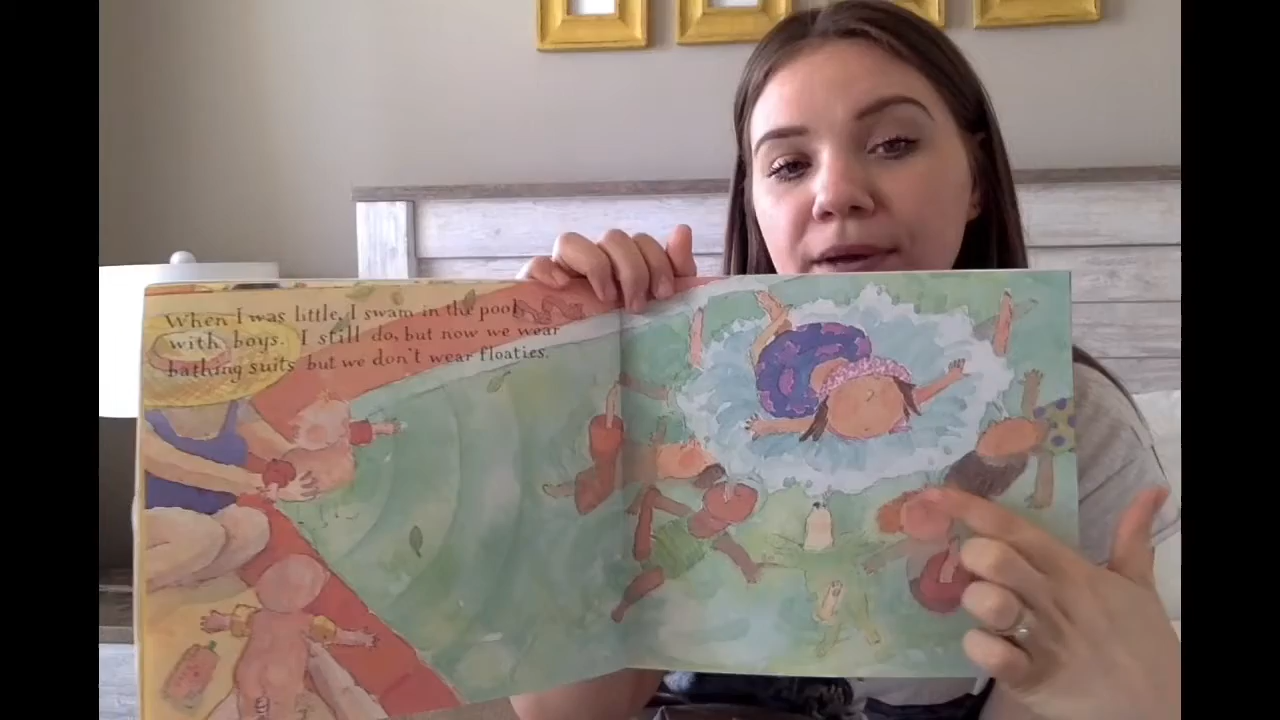 When I was little, I swam in the pool
with boys. I still do, but now we wear
bathing suits but we don't wear floaties.